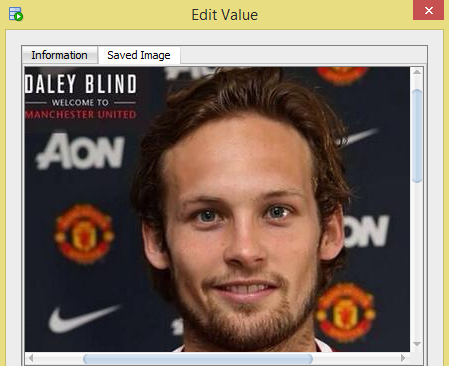 Edit Value
Information Saved Image
DALEY BLIND
WELCOME TO
MANCHESTER UNITED
AON
AON